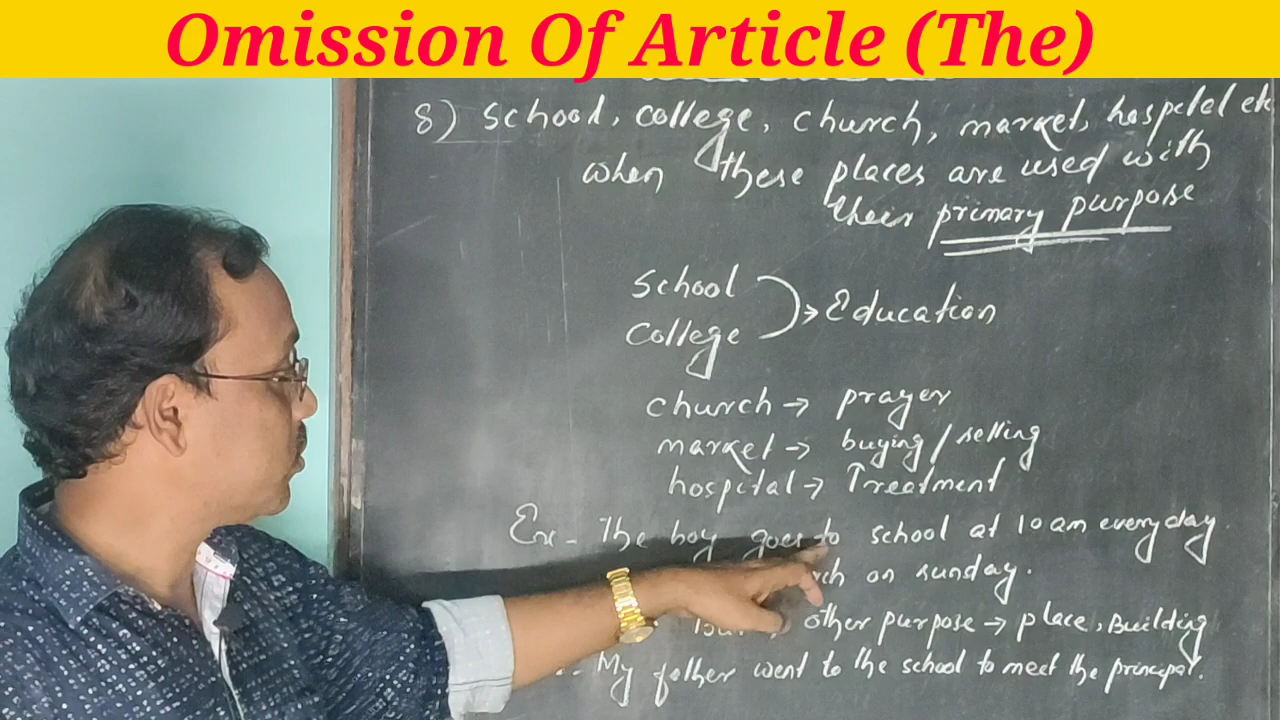 Omission Of Article (The)
8) School, college, church, market, hospital etc
when these places are used with
their primary purpose
School
College
→ Education
church → prayer
market → buying/selling
hospital → Treatment
Ex - The boy goes to school at 10 am everyday.
on sunday.
other purpose → place, Building
My father went to the school to meet the principal.